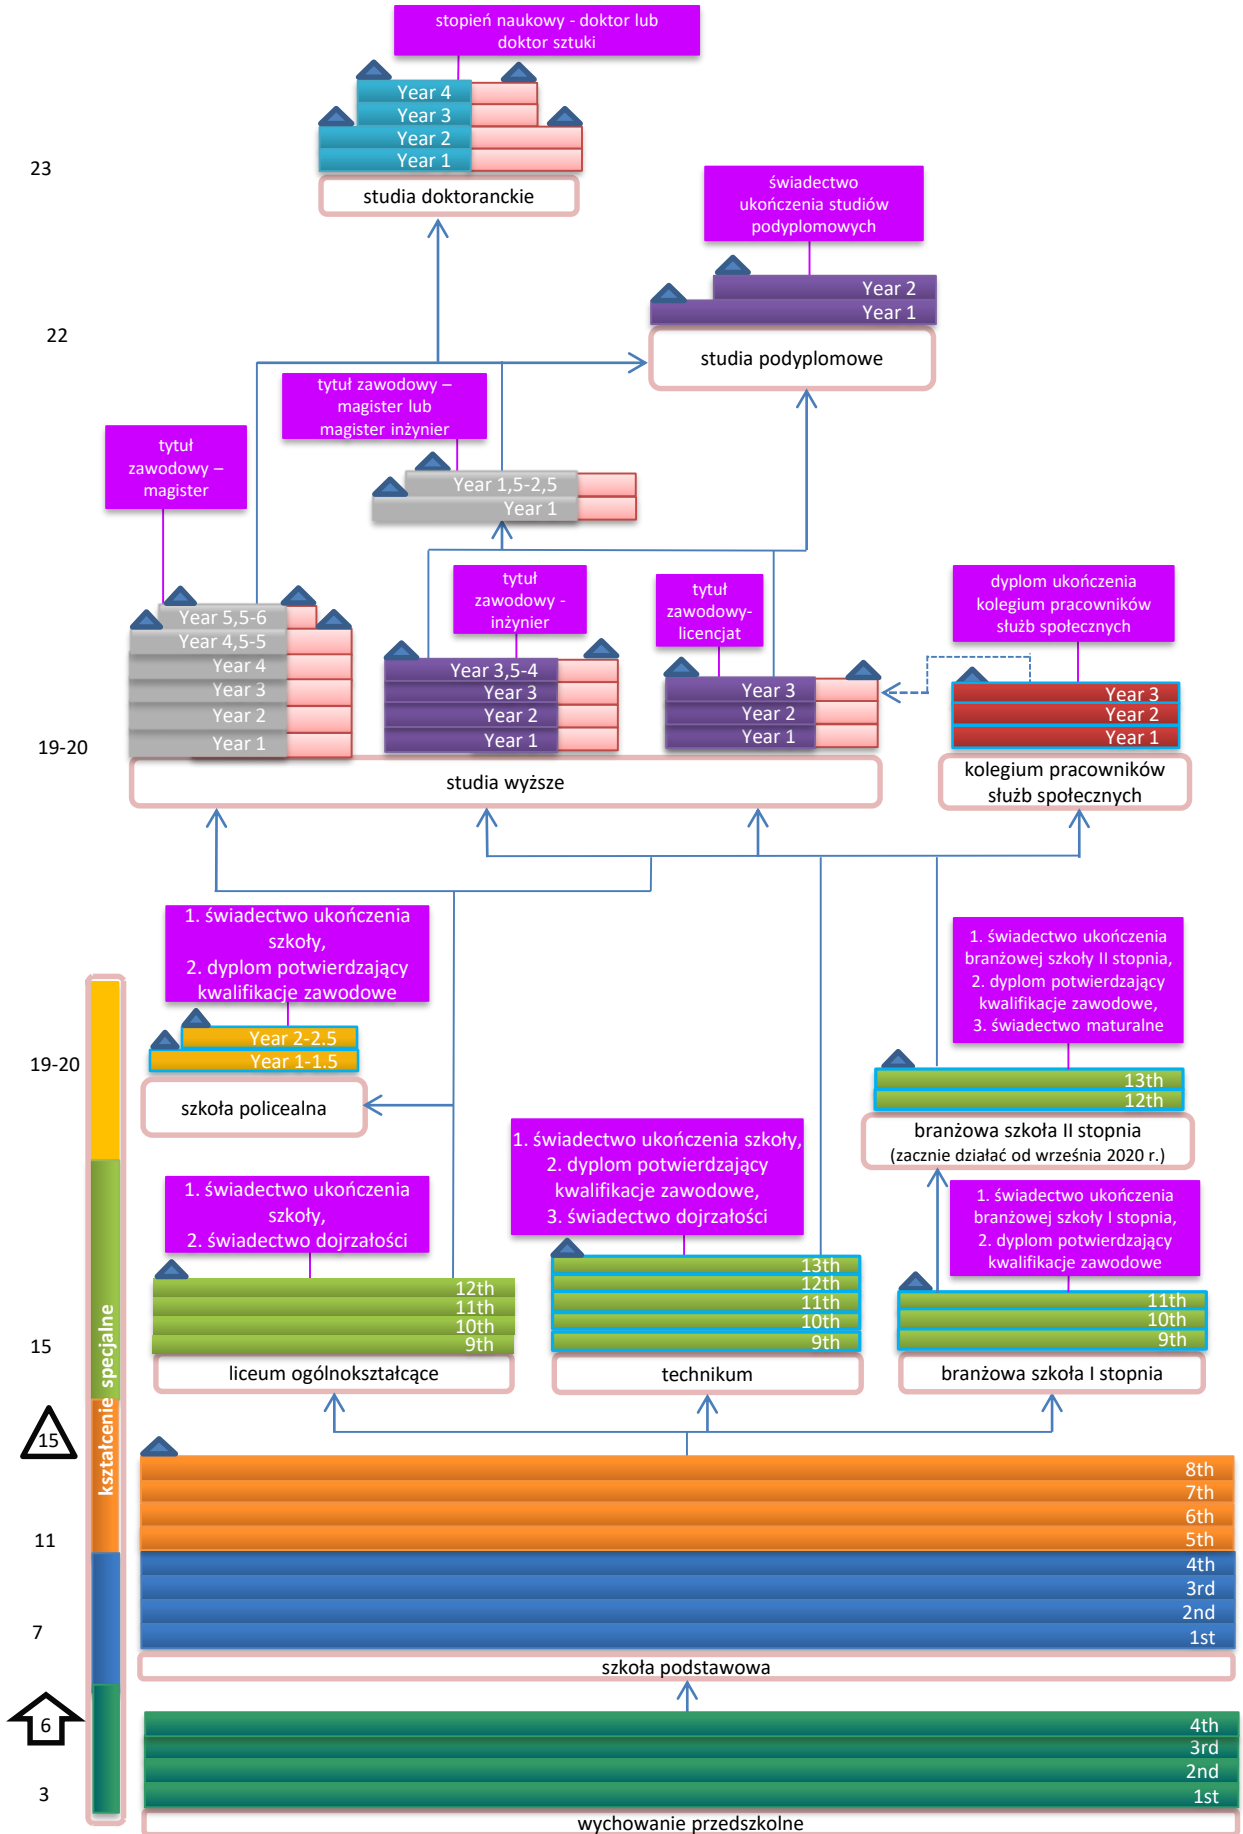 stopień naukowy - doktor lub
doktor sztuki
Year 4
Year 3
Year 2
Year 1
23
studia doktoranckie
świadectwo
ukończenia studiów
podyplomowych
Year 2
Year 1
22
studia podyplomowe
tytuł zawodowy –
magister lub
magister inżynier
tytuł
zawodowy –
magister
Year 1,5-2,5
Year 1
tytuł
zawodowy -
inżynier
tytuł
zawodowy-
licencjat
dyplom ukończenia
kolegium pracowników
służb społecznych
Year 5,5-6
Year 4,5-5
Year 4
Year 3
Year 2
Year 1
Year 3,5-4
Year 3
Year 2
Year 1
Year 3
Year 2
Year 1
Year 3
Year 2
Year 1
19-20
studia wyższe
kolegium pracowników
służb społecznych
1. świadectwo ukończenia
szkoły,
2. dyplom potwierdzający
kwalifikacje zawodowe
1. świadectwo ukończenia
branżowej szkoły II stopnia,
2. dyplom potwierdzający
kwalifikacje zawodowe,
3. świadectwo maturalne
Year 2-2.5
Year 1-1.5
19-20
szkoła policealna
13th
12th
branżowa szkoła II stopnia
(zacznie działać od września 2020 r.)
1. świadectwo ukończenia szkoły,
2. dyplom potwierdzający
kwalifikacje zawodowe,
3. świadectwo dojrzałości
1. świadectwo ukończenia
szkoły,
2. świadectwo dojrzałości
1. świadectwo ukończenia
branżowej szkoły I stopnia,
2. dyplom potwierdzający
kwalifikacje zawodowe
12th
11th
10th
9th
13th
12th
11th
10th
9th
11th
10th
9th
15
liceum ogólnokształcące
technikum
branżowa szkoła I stopnia
kształcenie specjalne
15
8th
7th
6th
5th
11
4th
3rd
2nd
1st
7
szkoła podstawowa
6
4th
3rd
2nd
1st
3
wychowanie przedszkolne